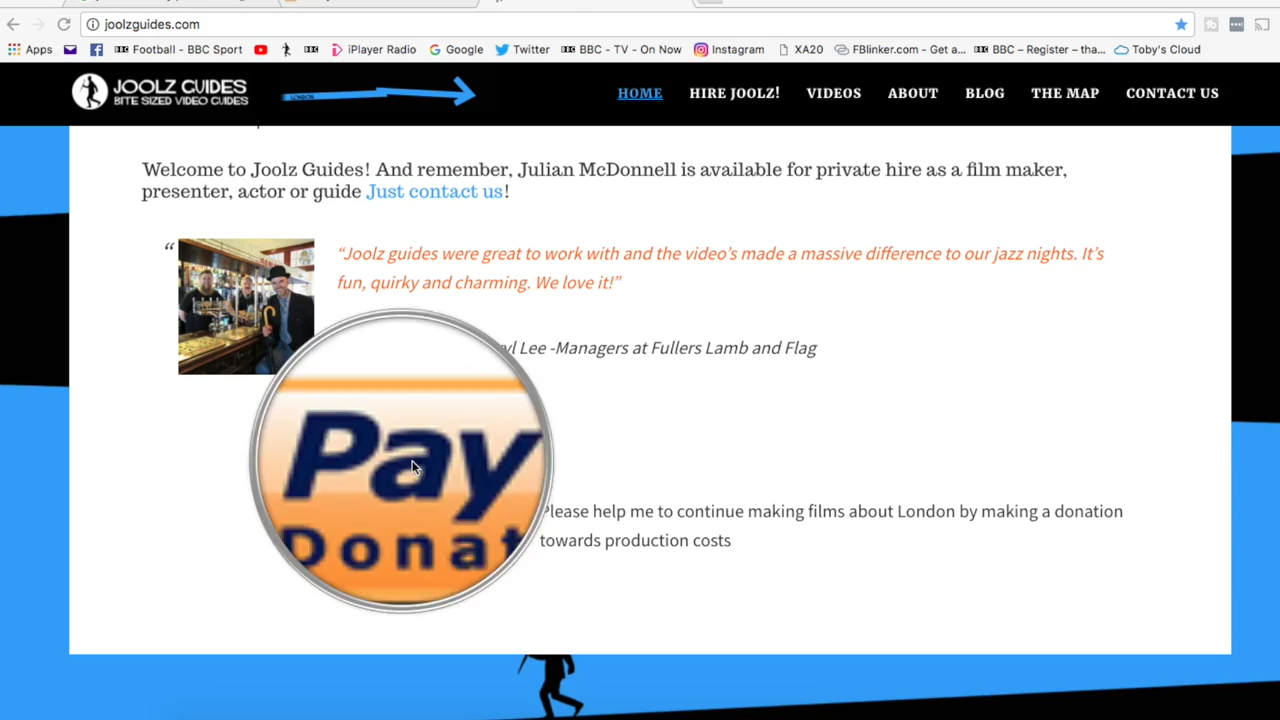 joolzguides.com
Apps
Football - BBC Sport
iPlayer Radio
Google
Twitter
BBC - TV - On Now
Instagram
XA20
FBlinker.com - Get a...
BBC – Register – tha...
Toby's Cloud
JOOLZ GUIDES
BITE SIZED VIDEO GUIDES
LONDON
HOME
HIRE JOOLZ!
VIDEOS
ABOUT
BLOG
THE MAP
CONTACT US
Welcome to Joolz Guides! And remember, Julian McDonnell is available for private hire as a film maker,
presenter, actor or guide Just contact us!
“
“Joolz guides were great to work with and the video’s made a massive difference to our jazz nights. It’s
fun, quirky and charming. We love it!”
Lee -Managers at Fullers Lamb and Flag
Pay
Donat
Please help me to continue making films about London by making a donation
towards production costs